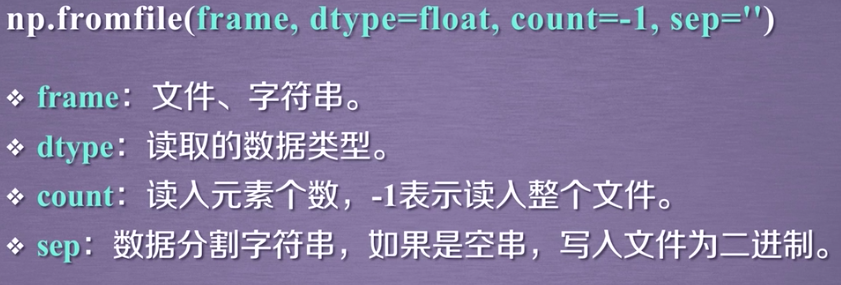 np.fromfile(frame, dtype=float, count=-1, sep='')
❖ frame：文件、字符串。
❖ dtype：读取的数据类型。
❖ count：读入元素个数，-1表示读入整个文件。
❖ sep：数据分割字符串，如果是空串，写入文件为二进制。